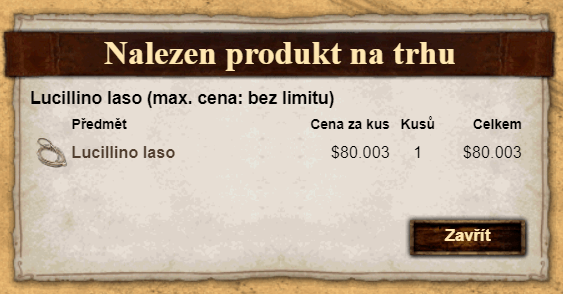 Nalezen produkt na trhu
Lucillino laso (max. cena: bez limitu)
Předmět Cena za kus Kusů Celkem
Lucillino laso $80.003 1 $80.003
Zavřít